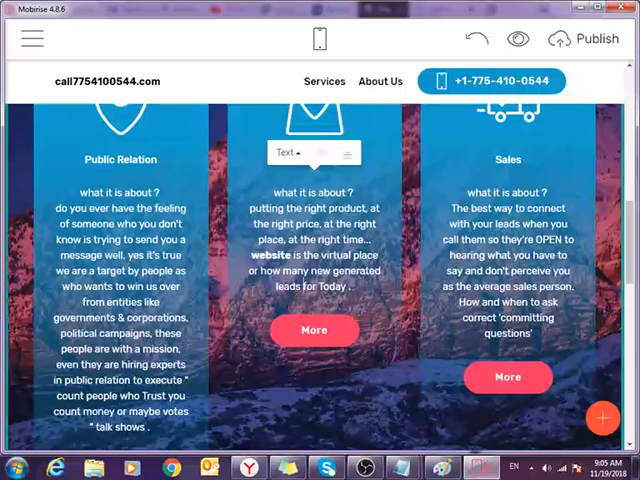 Mobirise 4.8.6
Publish
call7754100544.com
Services
About Us
+1-775-410-0544
Text
Public Relation
what it is about ?
do you ever have the feeling
of someone who you don't
know is trying to send you a
message well, yes it's true
we are a target by people as
who wants to win us over
from entities like
governments & corporations,
political campaigns, these
people are with a mission,
even they are hiring experts
in public relation to execute "
count people who Trust you
count money or maybe votes
" talk shows .
what it is about ?
putting the right product, at
the right price, at the right
place, at the right time...
website is the virtual place
or how many new generated
leads for Today .
More
Sales
what it is about ?
The best way to connect
with your leads when you
call them so they're OPEN to
hearing what you have to
say and don't perceive you
as the average sales person.
How and when to ask
correct 'committing
questions'
More
EN
9:05 AM
11/19/2018